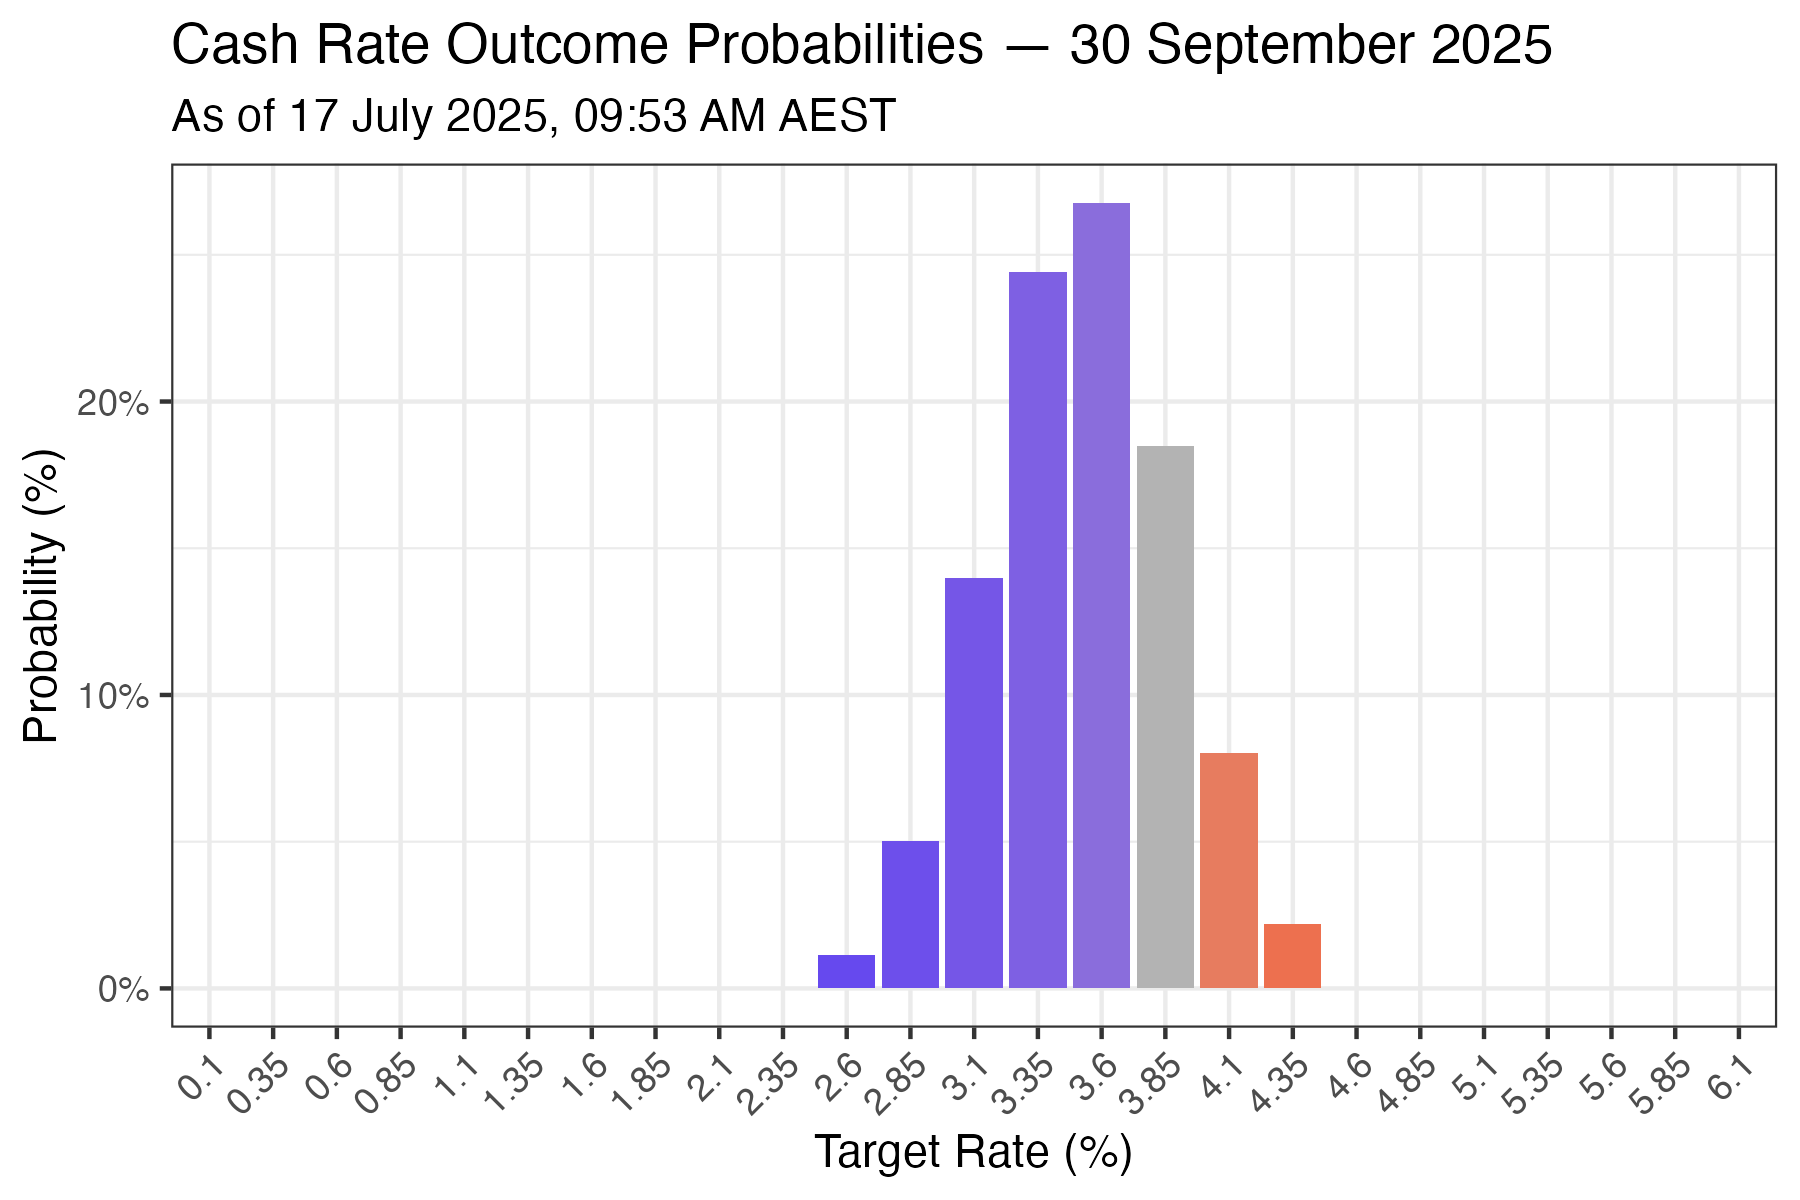 Cash Rate Outcome Probabilities — 30 September 2025
As of 17 July 2025, 09:53 AM AEST
Probability (%)
20%
10%
0%
0.1 0.35 0.6 0.85 1.1 1.35 1.6 1.85 2.1 2.35 2.6 2.85 3.1 3.35 3.6 3.85 4.1 4.35 4.6 4.85 5.1 5.35 5.6 5.85 6.1
Target Rate (%)